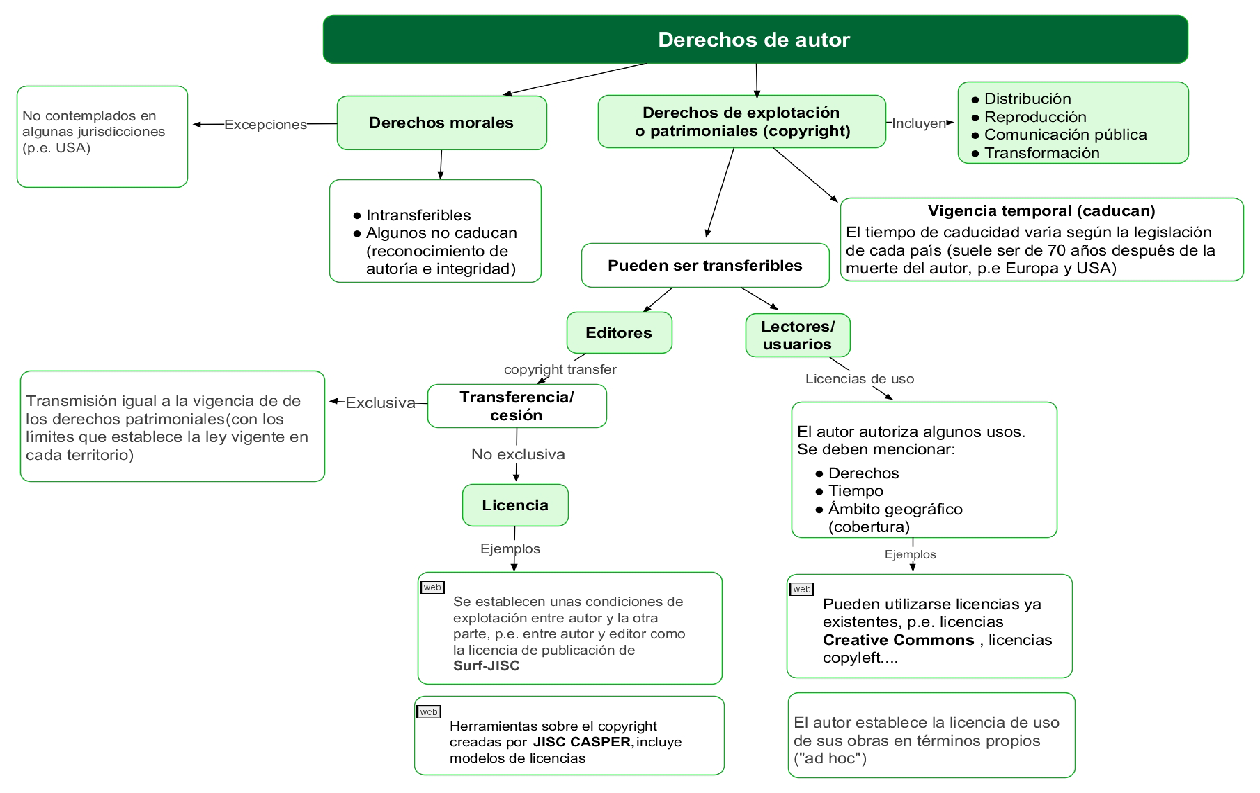 Derechos de autor
No contemplados en
algunas jurisdicciones
(p.e. USA)
Excepciones
Derechos morales
Derechos de explotación
o patrimoniales (copyright)
Incluyen
● Distribución
● Reproducción
● Comunicación pública
● Transformación
● Intransferibles
● Algunos no caducan
(reconocimiento de
autoría e integridad)
Vigencia temporal (caducan)
El tiempo de caducidad varía según la legislación
de cada país (suele ser de 70 años después de la
muerte del autor, p.e Europa y USA)
Pueden ser transferibles
Editores
Lectores/
usuarios
copyright transfer
Licencias de uso
Transmisión igual a la vigencia de de
los derechos patrimoniales(con los
límites que establece la ley vigente en
cada territorio)
Exclusiva
Transferencia/
cesión
No exclusiva
Licencia
Ejemplos
El autor autoriza algunos usos.
Se deben mencionar:
● Derechos
● Tiempo
● Ámbito geográfico
(cobertura)
Ejemplos
web
Se establecen unas condiciones de
explotación entre autor y la otra
parte, p.e. entre autor y editor como
la licencia de publicación de
Surf-JISC
web
Pueden utilizarse licencias ya
existentes, p.e. licencias
Creative Commons , licencias
copyleft....
web
Herramientas sobre el copyright
creadas por JISC CASPER, incluye
modelos de licencias
El autor establece la licencia de uso
de sus obras en términos propios
("ad hoc")